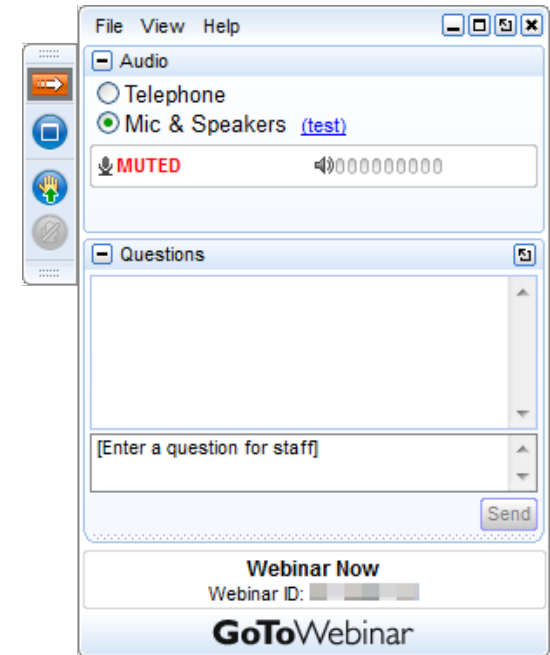 File View Help
Audio
Telephone
Mic & Speakers (test)
MUTED 000000000
Questions
[Enter a question for staff]
Send
Webinar Now
Webinar ID:
GoToWebinar